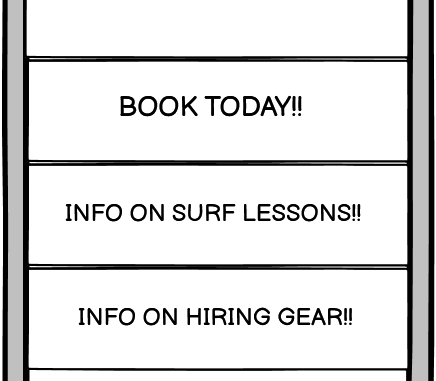 BOOK TODAY!!
INFO ON SURF LESSONS!!
INFO ON HIRING GEAR!!